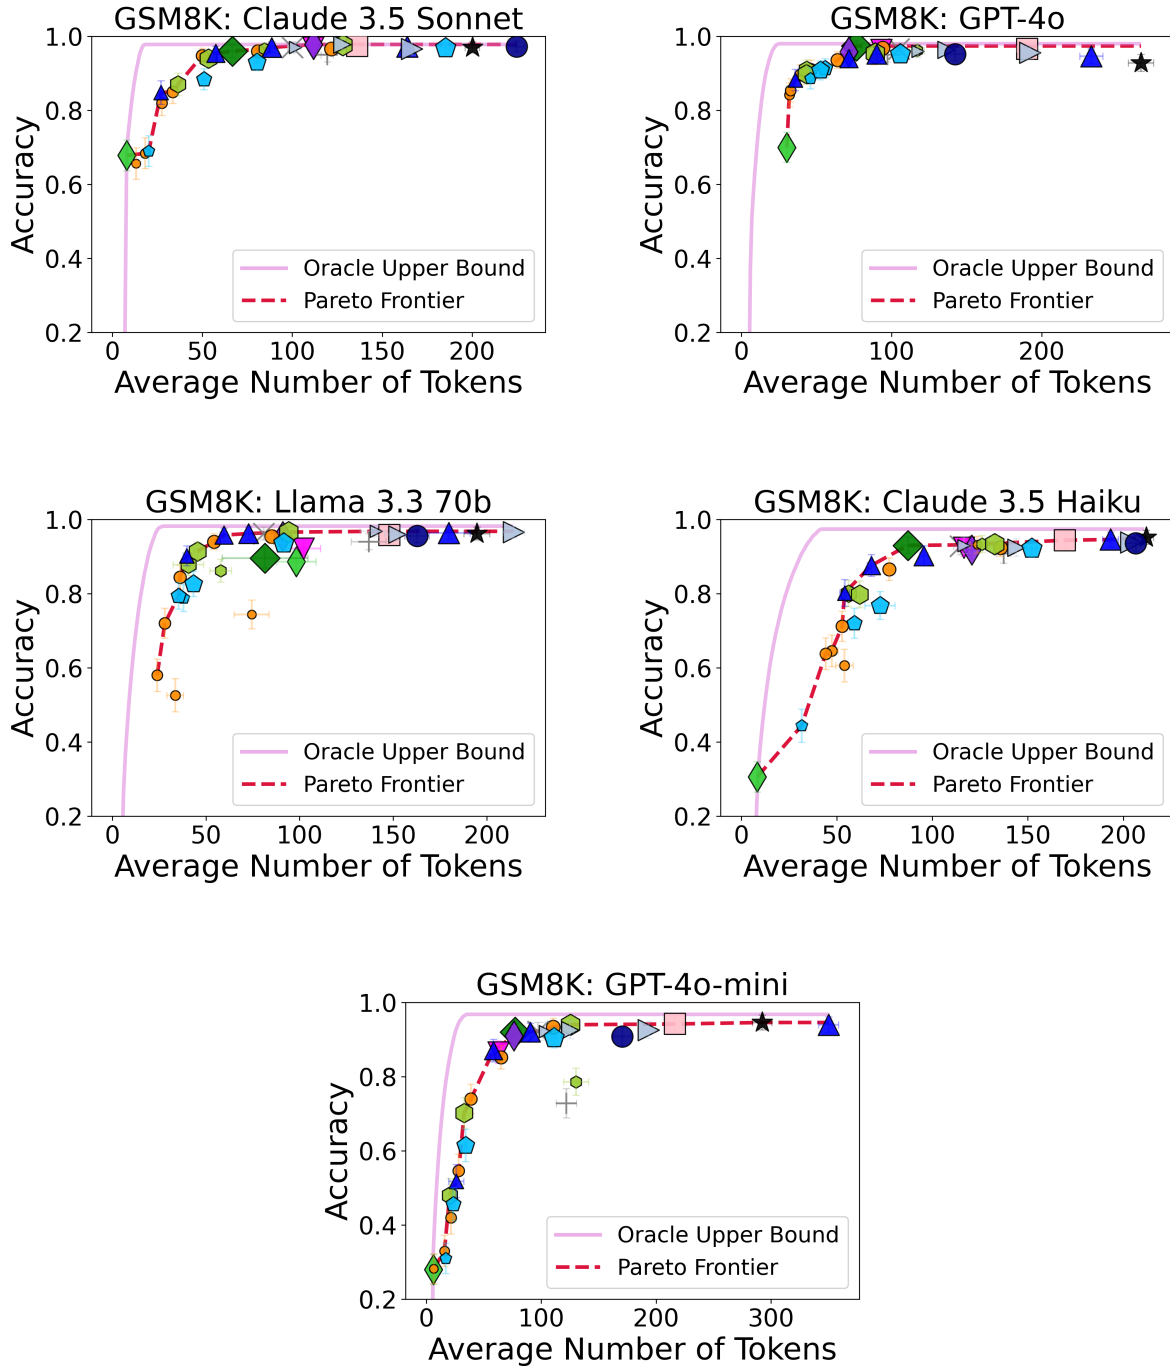 GSM8K: Claude 3.5 Sonnet
1.0
0.8
0.6
0.4
0.2
Accuracy
Oracle Upper Bound
Pareto Frontier
0 50 100 150 200
Average Number of Tokens
GSM8K: GPT-4o
1.0
0.8
0.6
0.4
0.2
Accuracy
Oracle Upper Bound
Pareto Frontier
0 100 200
Average Number of Tokens
GSM8K: Llama 3.3 70b
1.0
0.8
0.6
0.4
0.2
Accuracy
Oracle Upper Bound
Pareto Frontier
0 50 100 150 200
Average Number of Tokens
GSM8K: Claude 3.5 Haiku
1.0
0.8
0.6
0.4
0.2
Accuracy
Oracle Upper Bound
Pareto Frontier
0 50 100 150 200
Average Number of Tokens
GSM8K: GPT-4o-mini
1.0
0.8
0.6
0.4
0.2
Accuracy
Oracle Upper Bound
Pareto Frontier
0 100 200 300
Average Number of Tokens